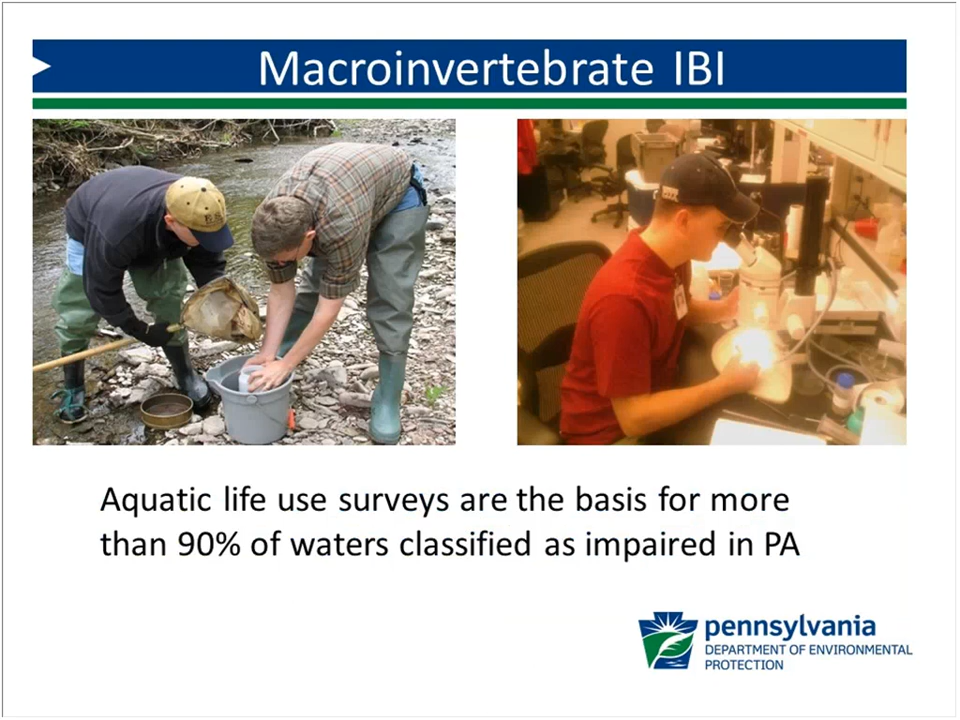 Macroinvertebrate IBI
Aquatic life use surveys are the basis for more
than 90% of waters classified as impaired in PA
pennsylvania
DEPARTMENT OF ENVIRONMENTAL
PROTECTION